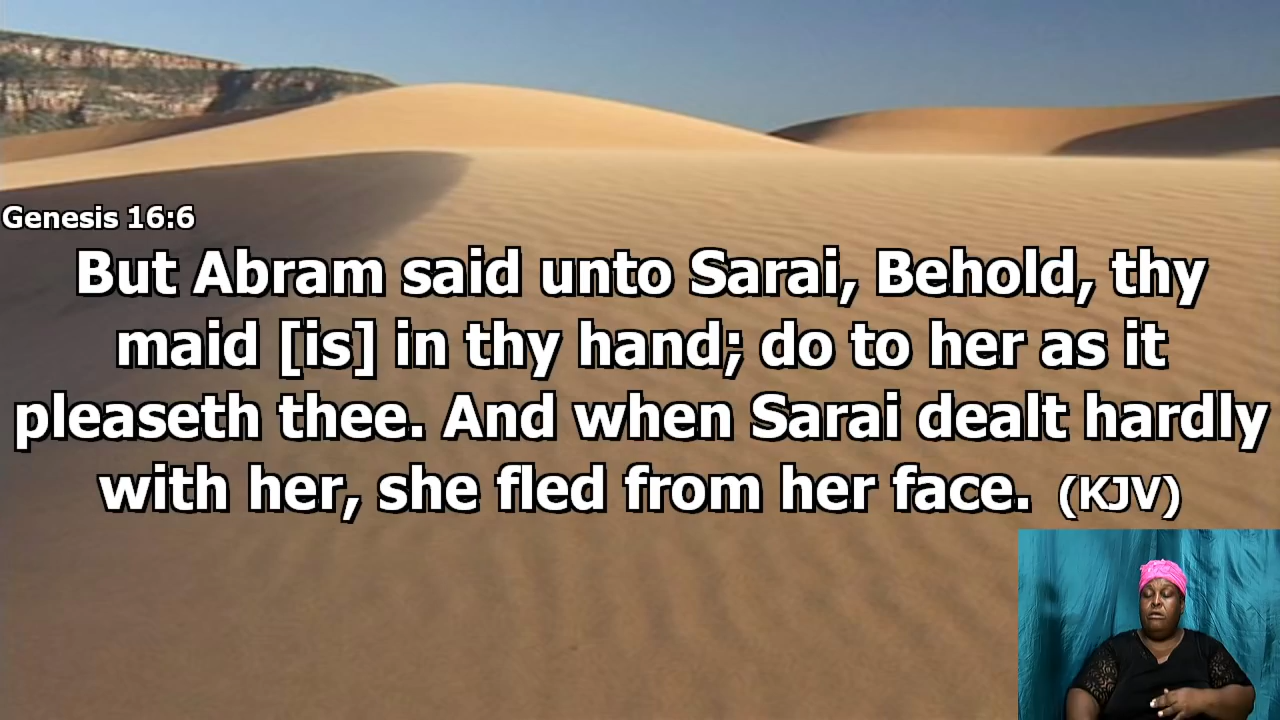 Genesis 16:6
But Abram said unto Sarai, Behold, thy
maid [is] in thy hand; do to her as it
pleaseth thee. And when Sarai dealt hardly
with her, she fled from her face. (KJV)